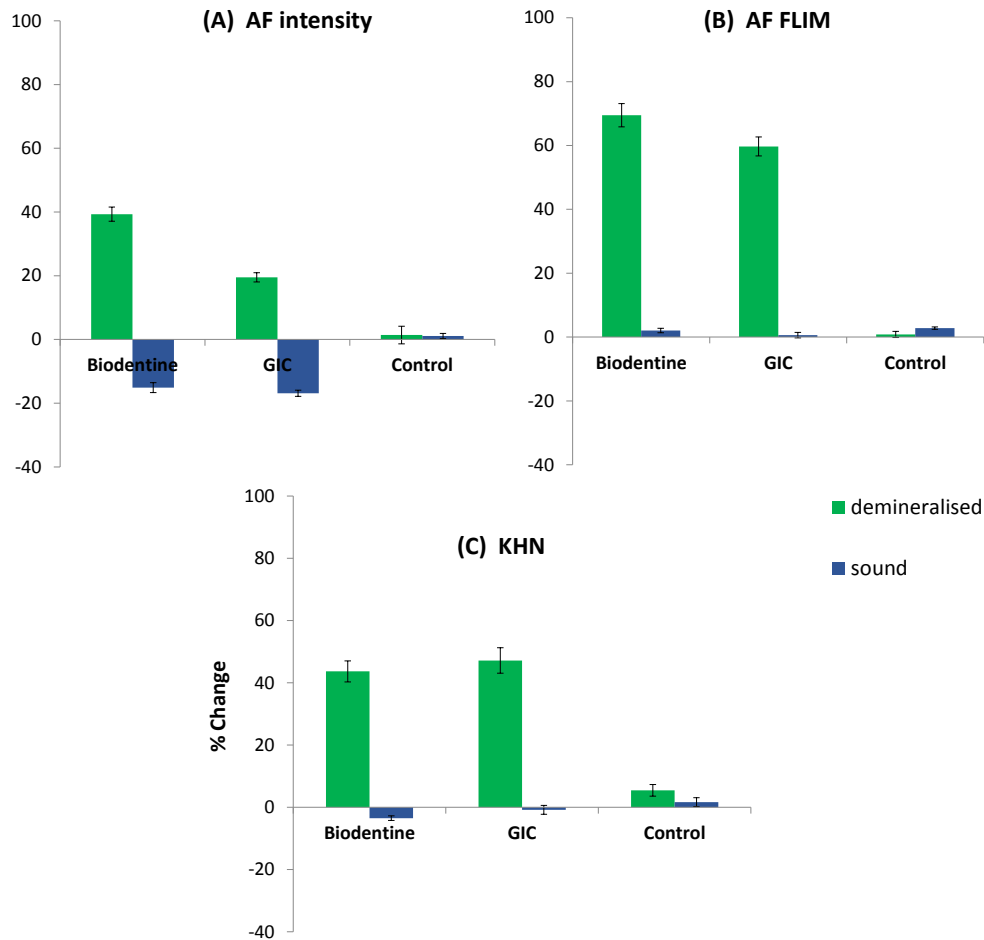 (A) AF intensity
100
80
60
40
20
0
-20
-40
Biodentine GIC Control
(B) AF FLIM
100
80
60
40
20
0
-20
-40
Biodentine GIC Control
(C) KHN
% Change
100
80
60
40
20
0
-20
-40
Biodentine GIC Control
demineralised
sound